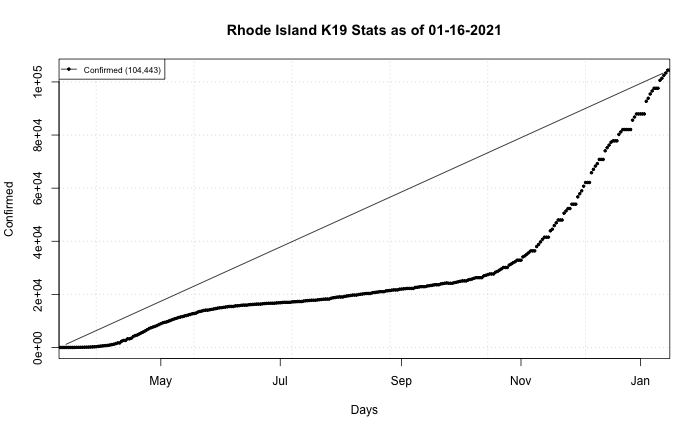 Rhode Island K19 Stats as of 01-16-2021
Confirmed (104,443)
1e+05
8e+04
6e+04
4e+04
2e+04
0e+00
Confirmed
May Jul Sep Nov Jan
Days